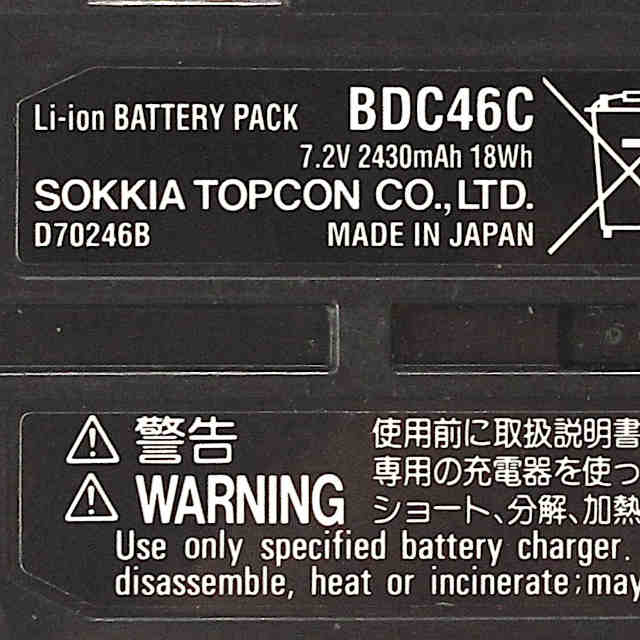 Li-ion BATTERY PACK BDC46C
7.2V 2430mAh 18Wh
SOKKIA TOPCON CO.,LTD.
D70246B MADE IN JAPAN
警告
WARNING
使用前に取扱説明書
専用の充電器を使っ
ショート、分解、加熱
Use only specified battery charger.
disassemble, heat or incinerate;may